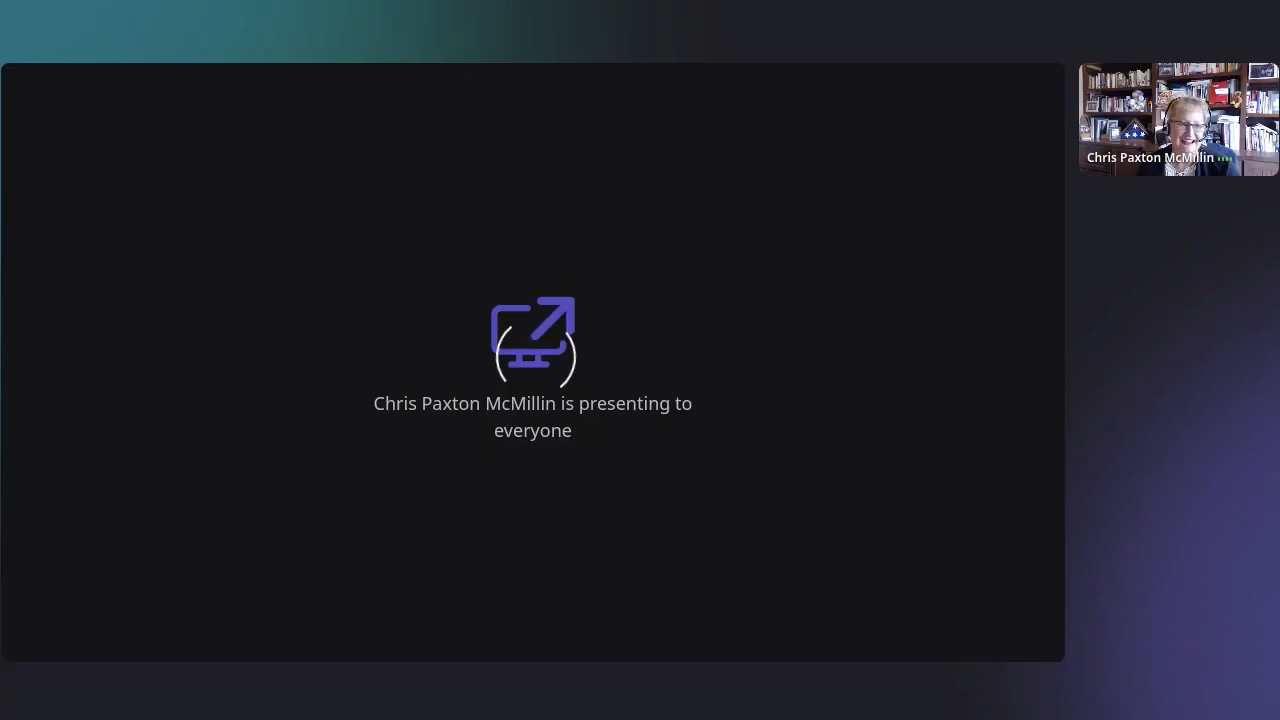 Chris Paxton McMillin
Chris Paxton McMillin is presenting to
everyone